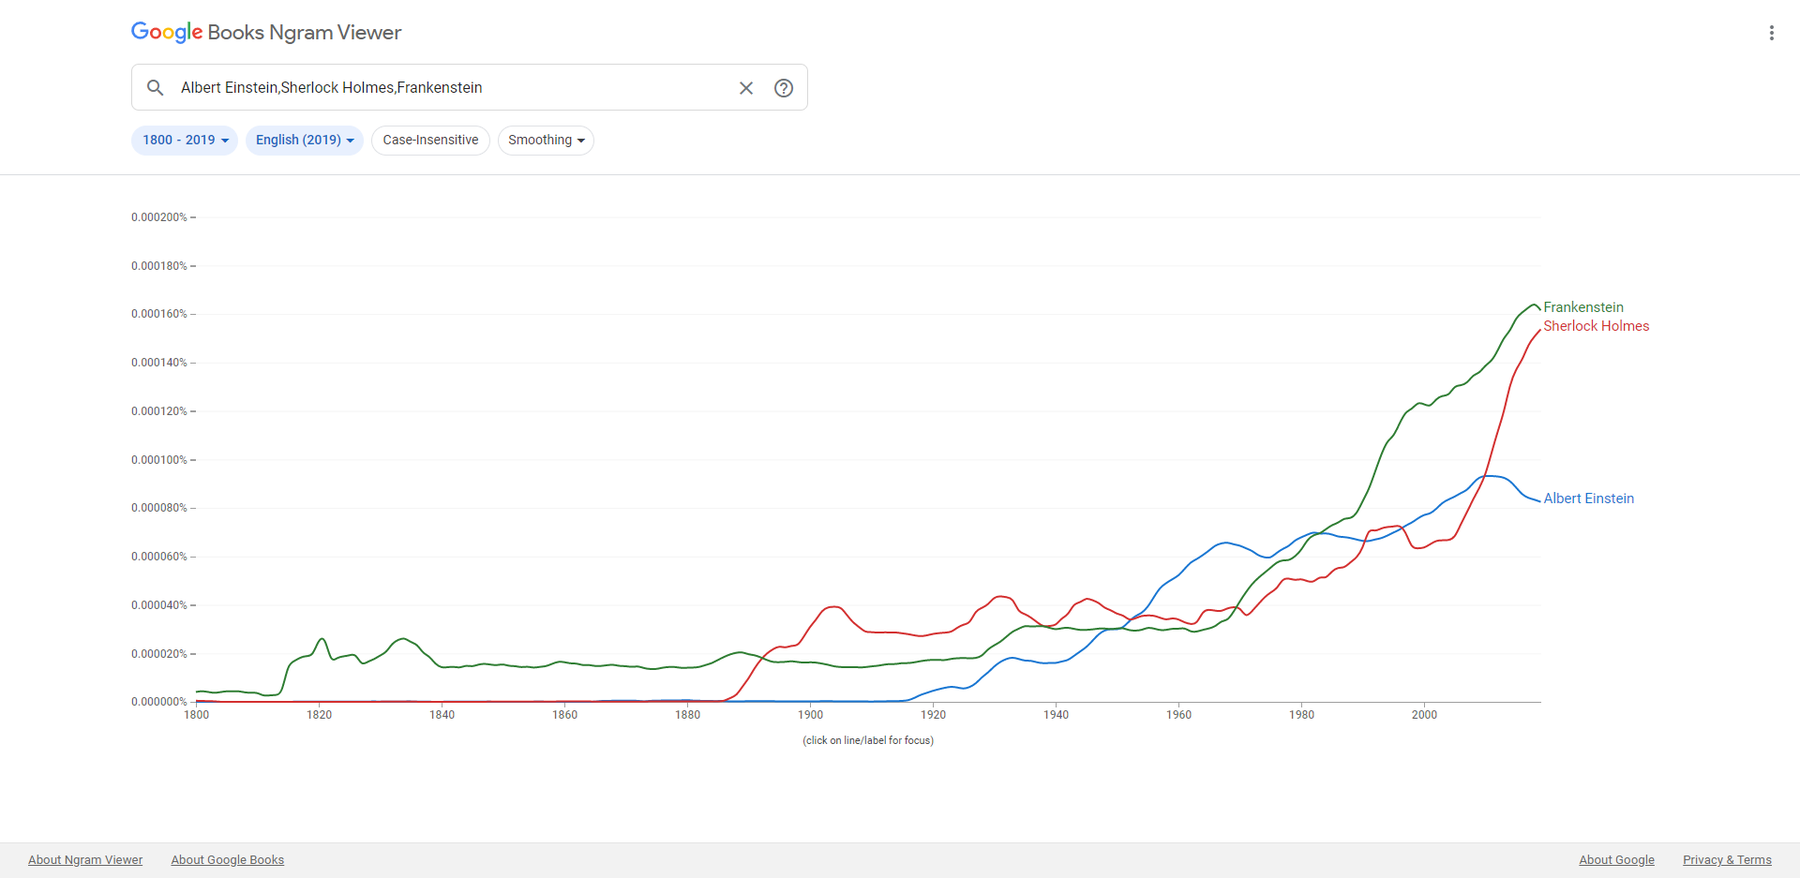 Google Books Ngram Viewer
Albert Einstein,Sherlock Holmes,Frankenstein
1800 - 2019 English (2019) Case-Insensitive Smoothing
0.000200%
0.000180%
0.000160%
0.000140%
0.000120%
0.000100%
0.000080%
0.000060%
0.000040%
0.000020%
0.000000%
Frankenstein
Sherlock Holmes
Albert Einstein
1800 1820 1840 1860 1880 1900 1920 1940 1960 1980 2000
(click on line/label for focus)
About Ngram Viewer About Google Books About Google Privacy & Terms